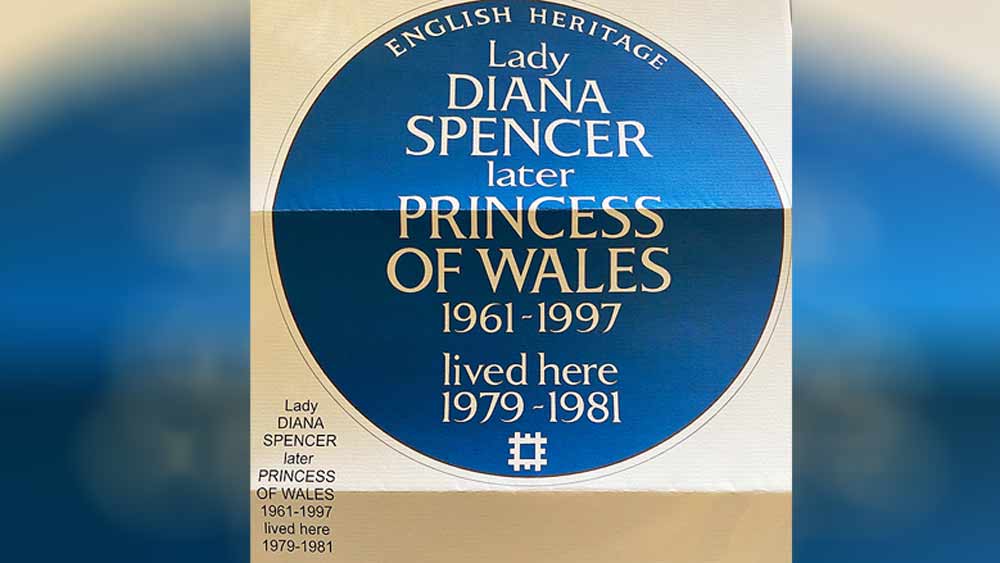 ENGLISH HERITAGE
Lady
DIANA
SPENCER
later
PRINCESS
OF WALES
1961-1997
lived here
1979-1981
Lady
DIANA
SPENCER
later
PRINCESS
OF WALES
1961-1997
lived here
1979-1981